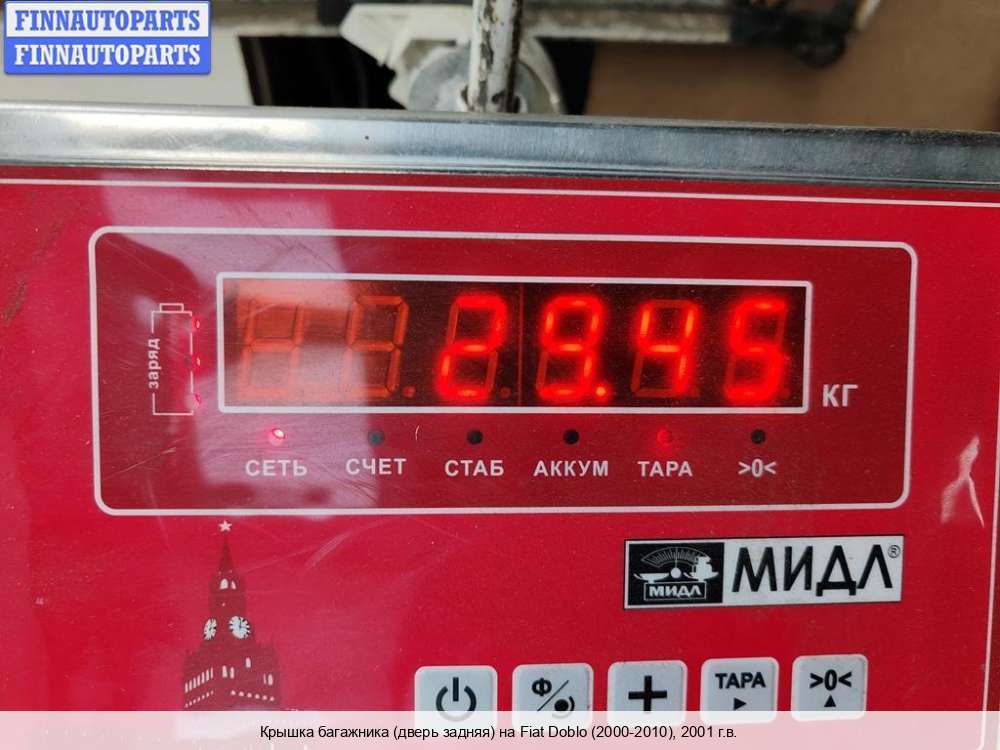 FINNAUTOPARTS
FINNAUTOPARTS
заряд
29.45
КГ
СЕТЬ СЧЕТ СТАБ АККУМ ТАРА >0<
МИДЛ МИДЛ®
Ф ТАРА >0<
Крышка багажника (дверь задняя) на Fiat Doblo (2000-2010), 2001 г.в.